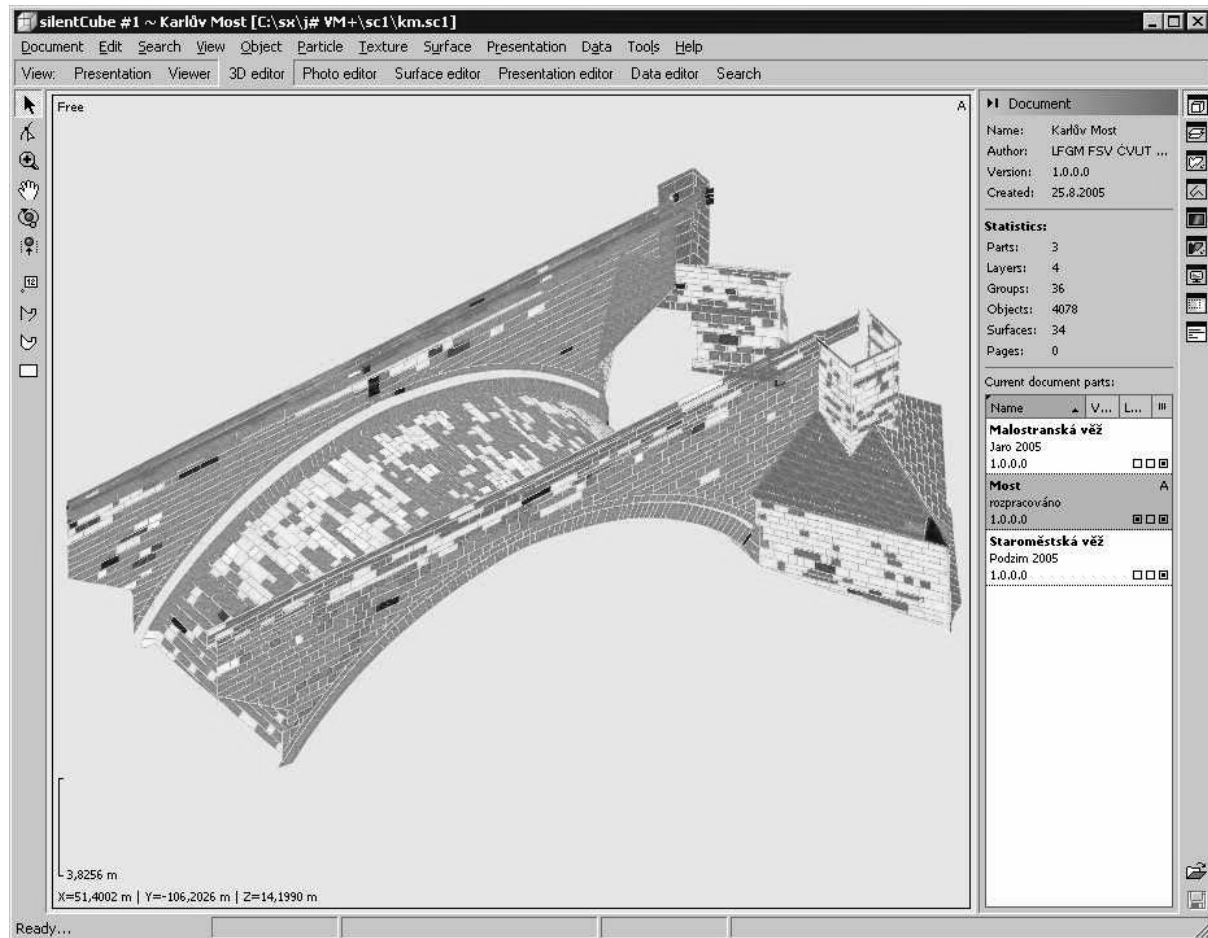 silentCube #1 ~ Karlův Most [C:\sx\j# VM+\sc1\km.sc1]
Document Edit Search View Object Particle Texture Surface Presentation Data Tools Help
View: Presentation Viewer 3D editor Photo editor Surface editor Presentation editor Data editor Search
Free A
Document
Name: Karlův Most
Author: LFGM FSV ČVUT ...
Version: 1.0.0.0
Created: 25.8.2005
Statistics:
Parts: 3
Layers: 4
Groups: 36
Objects: 4078
Surfaces: 34
Pages: 0
Current document parts:
Name V... L...
Malostranská věž
Jaro 2005
1.0.0.0
Most A
rozpracováno
1.0.0.0
Staroměstská věž
Podzim 2005
1.0.0.0
12
3,8256 m
X=51,4002 m | Y=-106,2026 m | Z=14,1990 m
Ready...